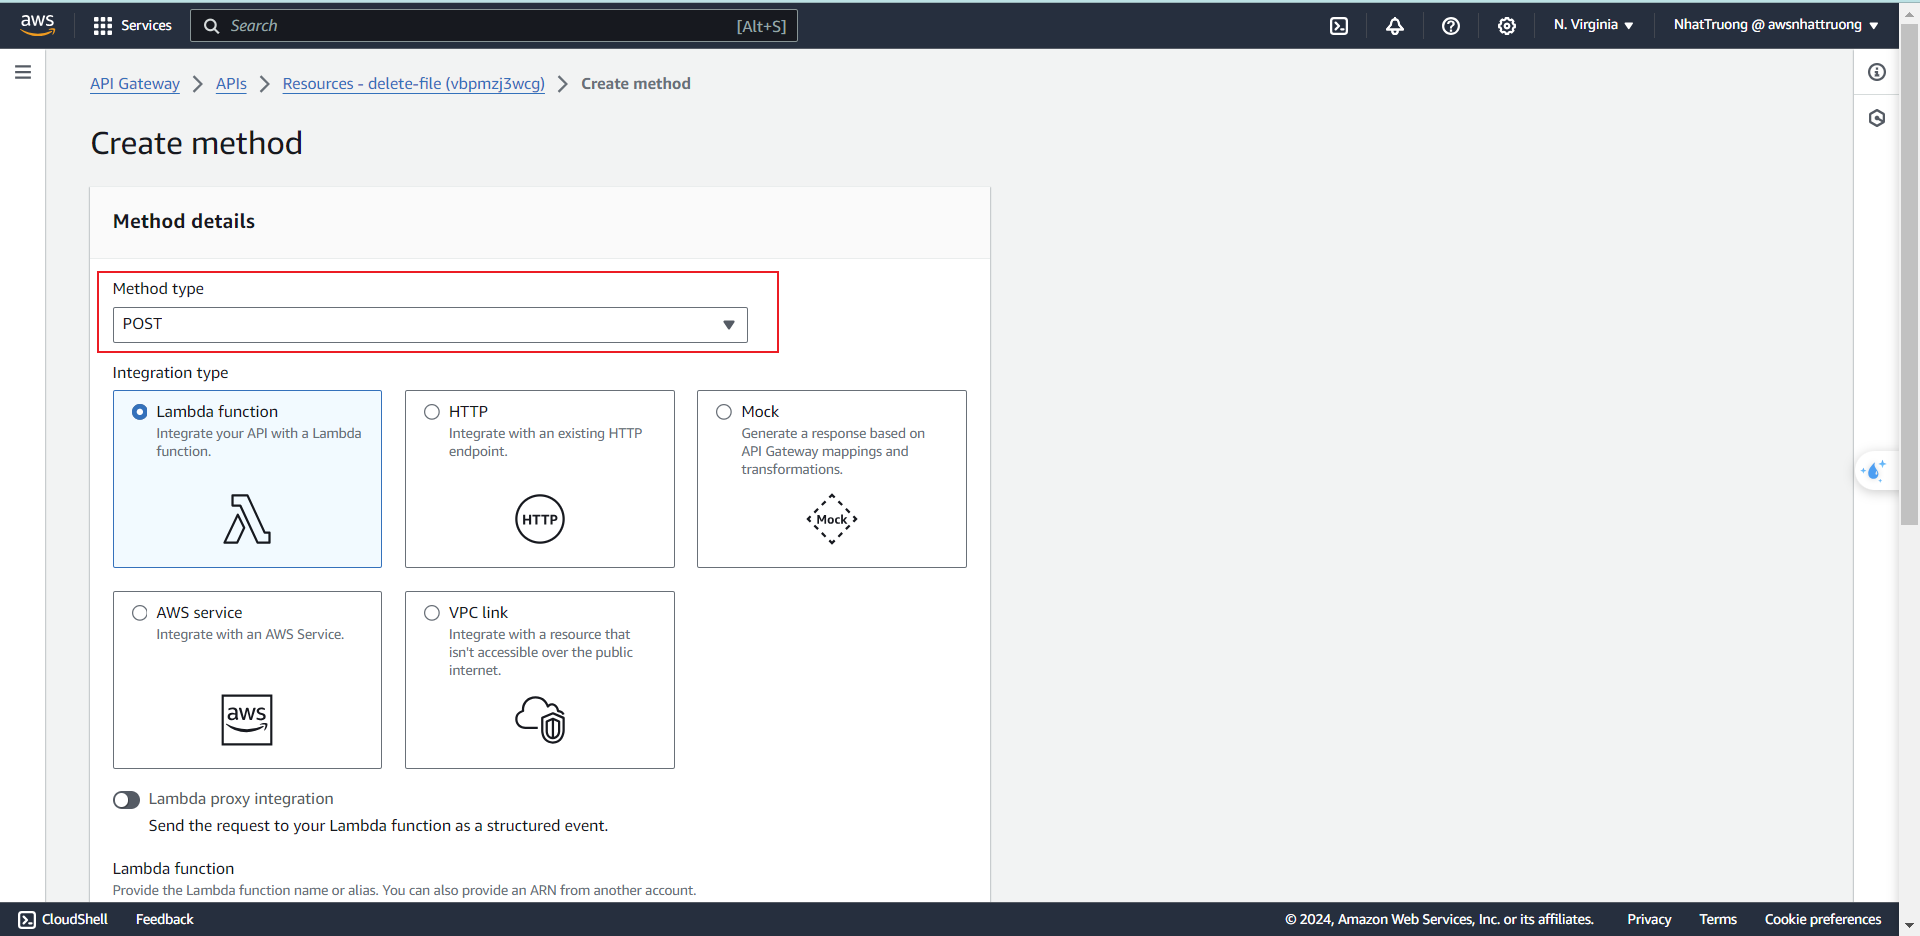 aws Services Search [Alt+S] N. Virginia NhatTruong @ awsnhattruong
API Gateway APIs Resources - delete-file (vbpmzj3wcg) Create method
Create method
Method details
Method type
POST
Integration type
Lambda function
Integrate your API with a Lambda
function.
HTTP
Integrate with an existing HTTP
endpoint.
HTTP
Mock
Generate a response based on
API Gateway mappings and
transformations.
Mock
AWS service
Integrate with an AWS Service.
aws
VPC link
Integrate with a resource that
isn't accessible over the public
internet.
Lambda proxy integration
Send the request to your Lambda function as a structured event.
Lambda function
Provide the Lambda function name or alias. You can also provide an ARN from another account.
CloudShell Feedback © 2024, Amazon Web Services, Inc. or its affiliates. Privacy Terms Cookie preferences